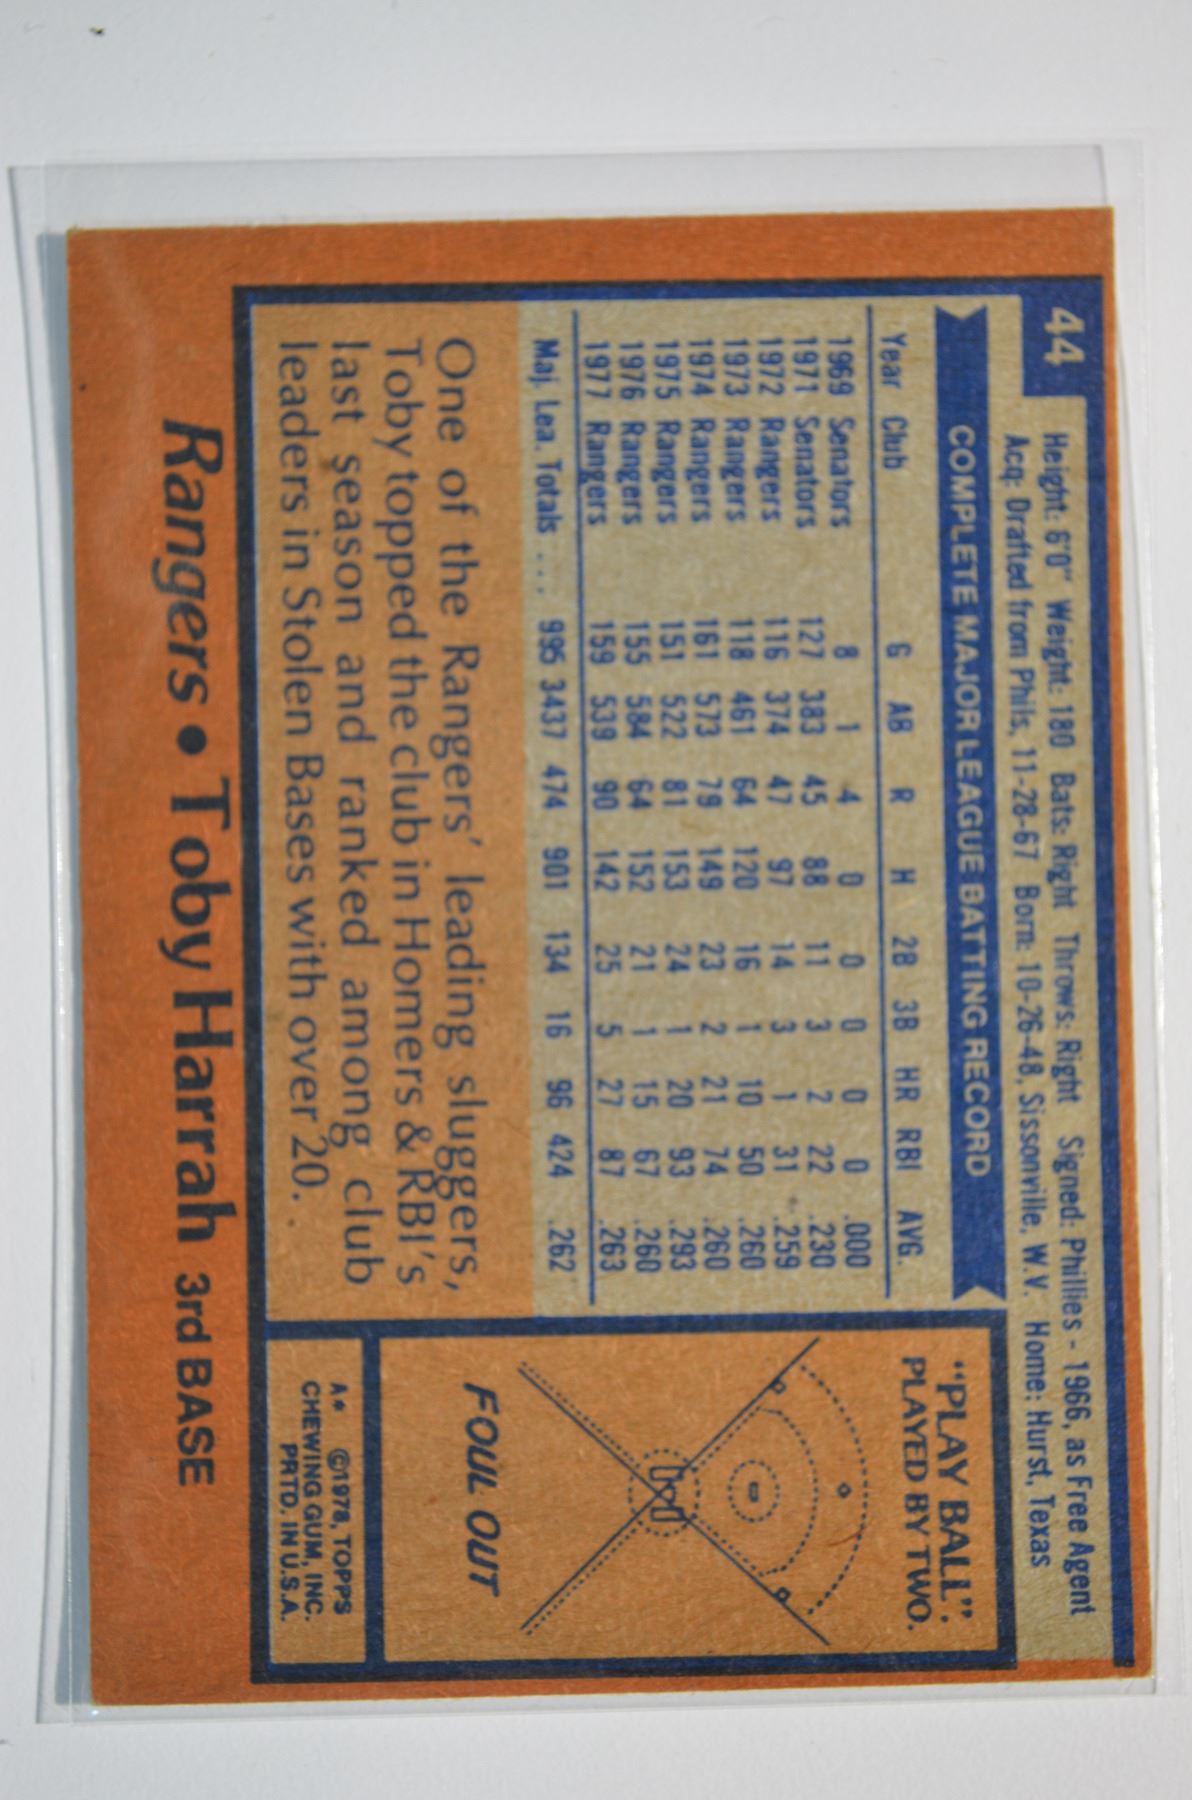 44
Height: 6'0" Weight: 180 Bats: Right Throws: Right Signed: Phillies - 1966, as Free Agent
Acq: Drafted from Phils, 11-28-67 Born: 10-26-48, Sissonville, W.V. Home: Hurst, Texas
COMPLETE MAJOR LEAGUE BATTING RECORD
Year Club G AB R H 2B 3B HR RBI AVG.
1969 Senators 8 1 4 0 0 0 0 0 .000
1971 Senators 127 383 45 88 11 3 2 22 .230
1972 Rangers 116 374 47 97 14 3 1 31 .259
1973 Rangers 118 461 64 120 16 1 10 50 .260
1974 Rangers 161 573 79 149 23 2 21 74 .260
1975 Rangers 151 522 81 153 24 1 20 93 .293
1976 Rangers 155 584 64 152 21 1 15 67 .260
1977 Rangers 159 539 90 142 25 5 27 87 .263
Maj. Lea. Totals .... 995 3437 474 901 134 16 96 424 .262
One of the Rangers' leading sluggers,
Toby topped the club in Homers & RBI's
last season and ranked among club
leaders in Stolen Bases with over 20.
"PLAY BALL":
PLAYED BY TWO.
FOUL OUT
A* ©1978, TOPPS
CHEWING GUM, INC.
PRTD. IN U.S.A.
Rangers • Toby Harrah 3rd BASE